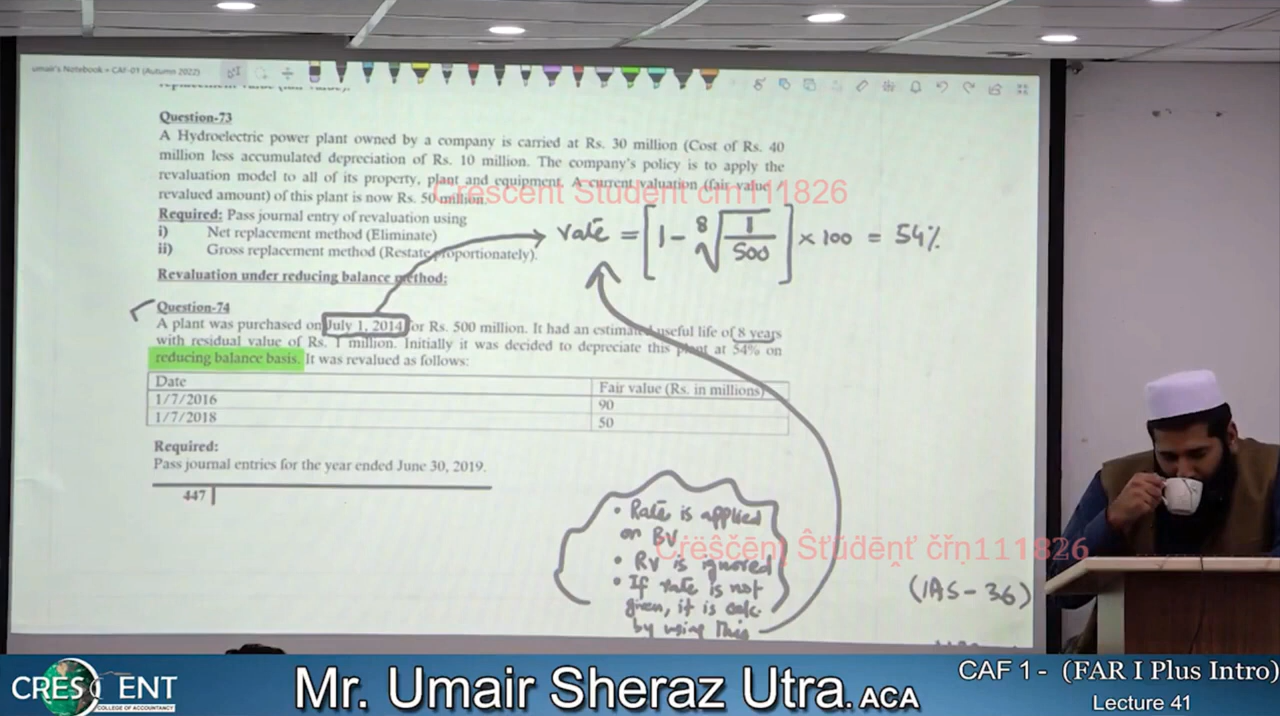 umair's Notebook » CAF-01 (Autumn 2022)
Question-73
A Hydroelectric power plant owned by a company is carried at Rs. 30 million (Cost of Rs. 40
million less accumulated depreciation of Rs. 10 million. The company's policy is to apply the
revaluation model to all of its property, plant and equipment. A current valuation (fair value /
revalued amount) of this plant is now Rs. 50 million.
Crescent Student crn111826
Required: Pass journal entry of revaluation using
i) Net replacement method (Eliminate)
ii) Gross replacement method (Restate proportionately).
rate = [1 - 8√1/500] × 100 = 54%
Revaluation under reducing balance method:
Question-74
A plant was purchased on July 1, 2014 for Rs. 500 million. It had an estimated useful life of 8 years
with residual value of Rs. 1 million. Initially it was decided to depreciate this plant at 54% on
reducing balance basis. It was revalued as follows:
Date Fair value (Rs. in millions)
1/7/2016 90
1/7/2018 50
Required:
Pass journal entries for the year ended June 30, 2019.
447
• Rate is applied
on BV.
• RV is ignored
• If rate is not
given, it is calc.
by using This
Crëščēņţ Šťüdēņť čřņ111826
(IAS-36)
CRESCENT
COLLEGE OF ACCOUNTANCY
Mr. Umair Sheraz Utra. ACA
CAF 1 - (FAR I Plus Intro)
Lecture 41